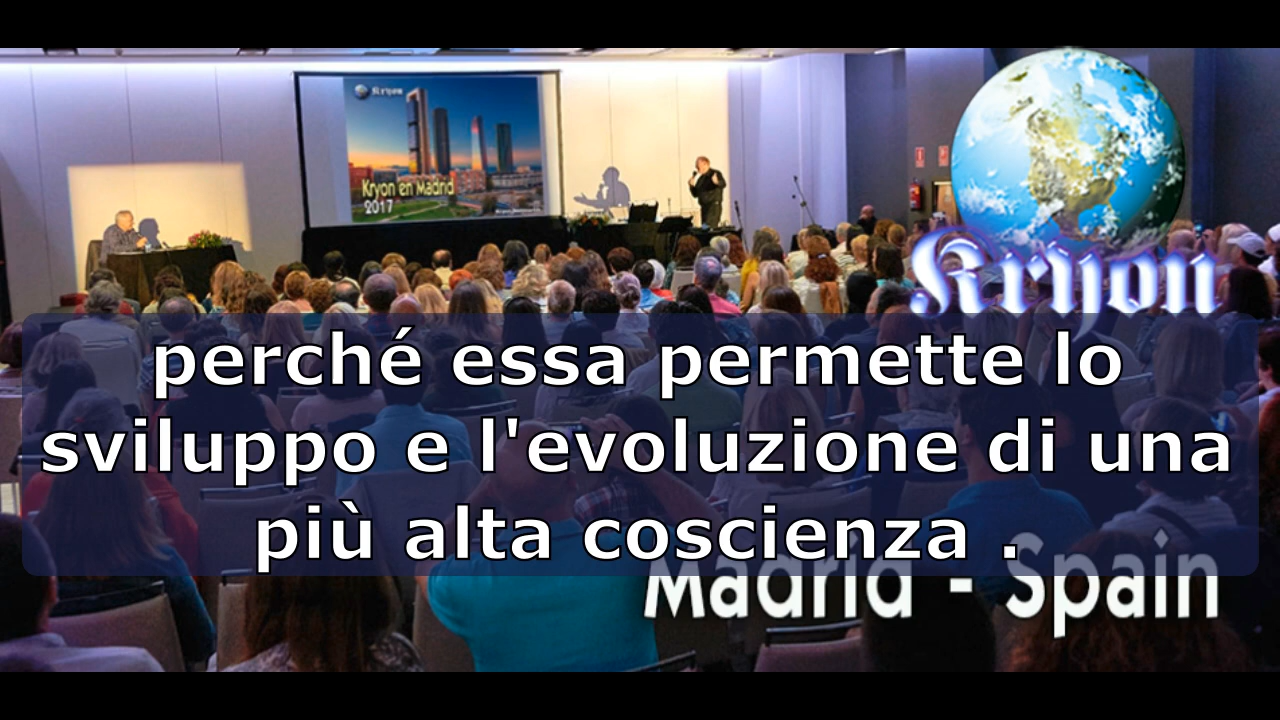 Kryon
Kryon en Madrid
2017
Kryon
perché essa permette lo
sviluppo e l'evoluzione di una
più alta coscienza .
Madrid - Spain